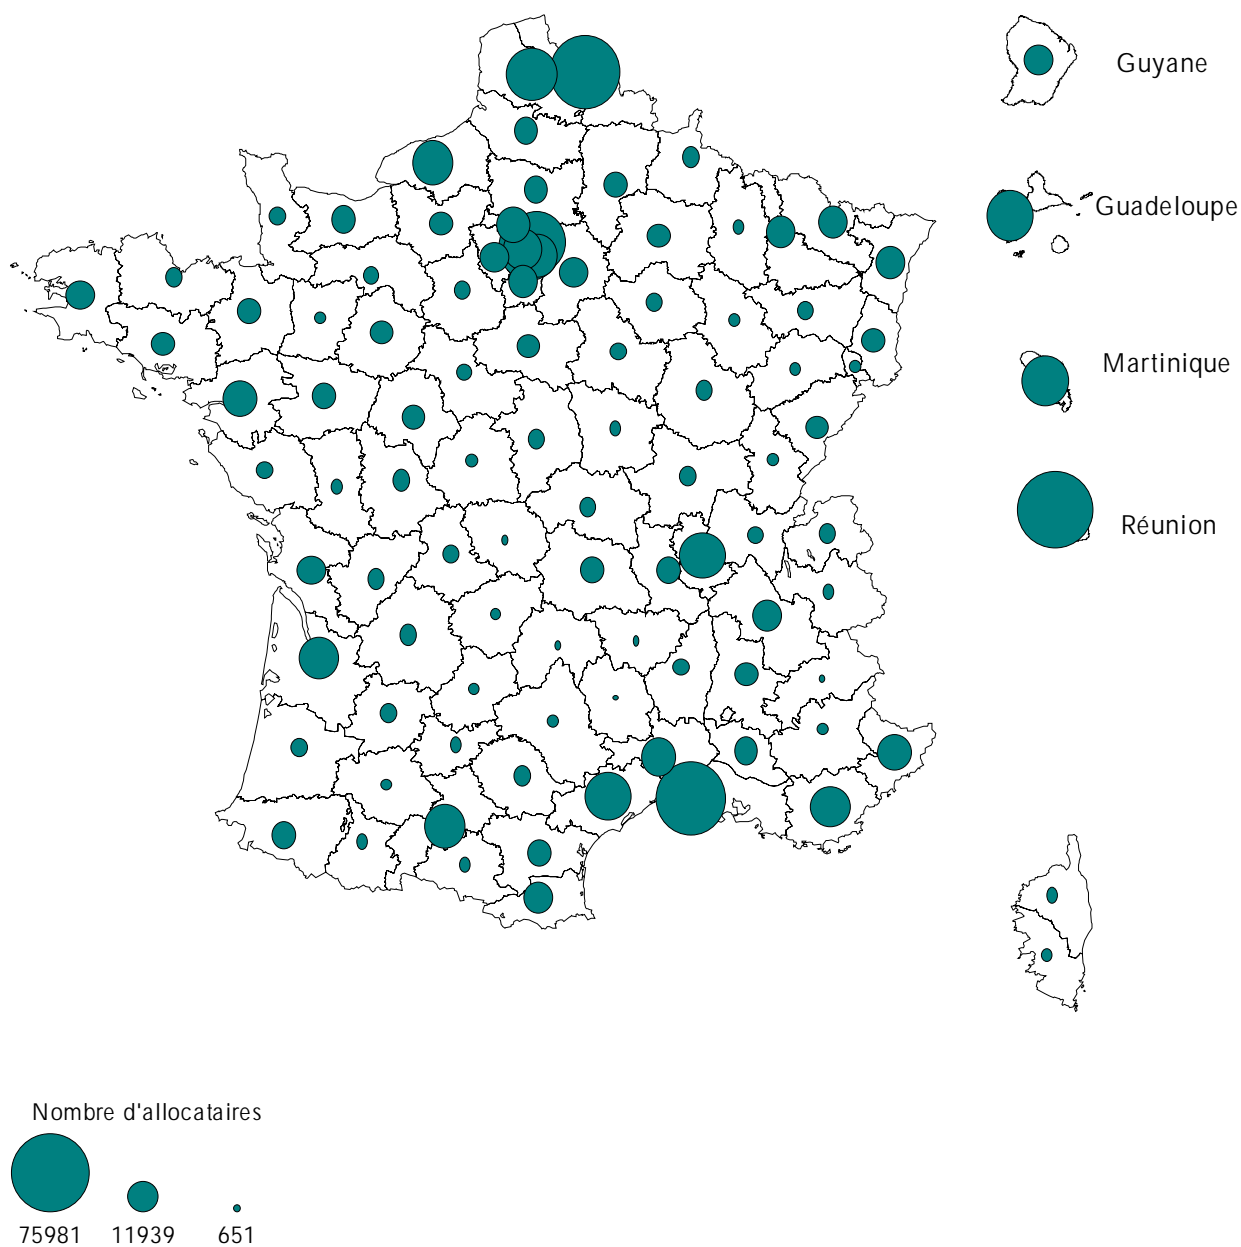 Guyane
Guadeloupe
Martinique
Réunion
Nombre d'allocataires
75981 11939 651